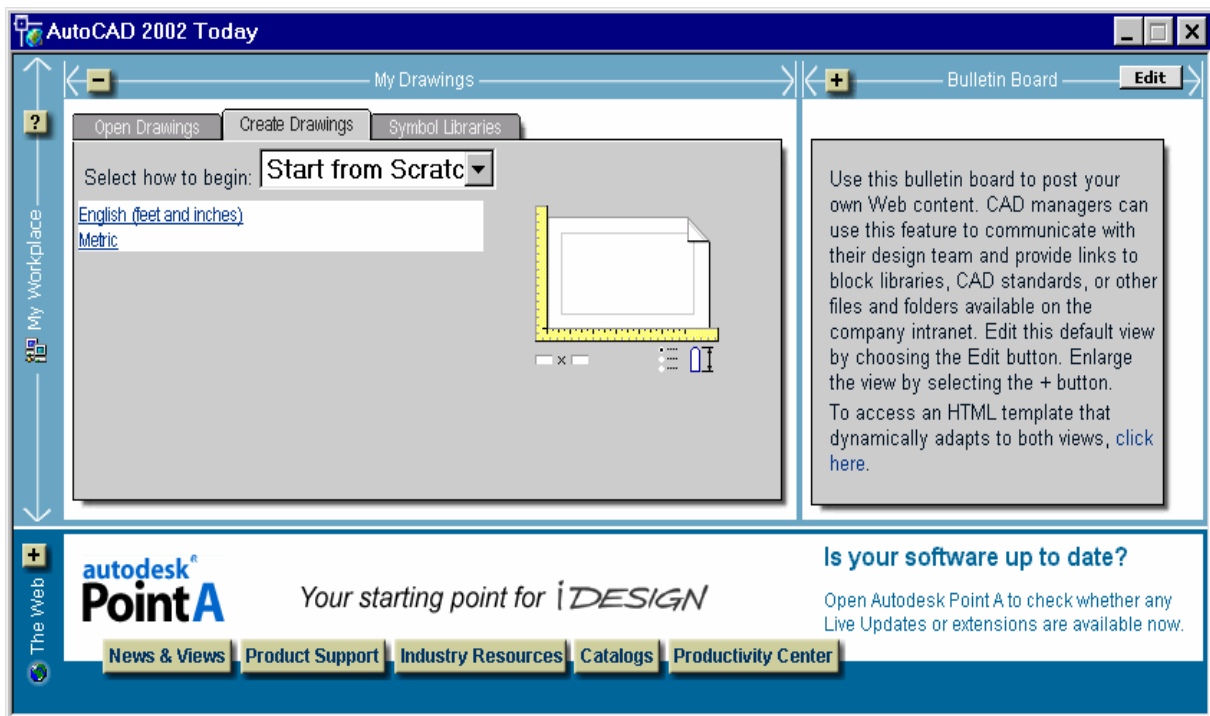 AutoCAD 2002 Today
My Drawings
Bulletin Board
Edit
?
Open Drawings
Create Drawings
Symbol Libraries
Select how to begin:
Start from Scratc
English (feet and inches)
Metric
My Workplace
Use this bulletin board to post your
own Web content. CAD managers can
use this feature to communicate with
their design team and provide links to
block libraries, CAD standards, or other
files and folders available on the
company intranet. Edit this default view
by choosing the Edit button. Enlarge
the view by selecting the + button.
To access an HTML template that
dynamically adapts to both views, click
here.
The Web
autodesk®
Point A
Your starting point for iDESIGN
Is your software up to date?
Open Autodesk Point A to check whether any
Live Updates or extensions are available now.
News & Views
Product Support
Industry Resources
Catalogs
Productivity Center